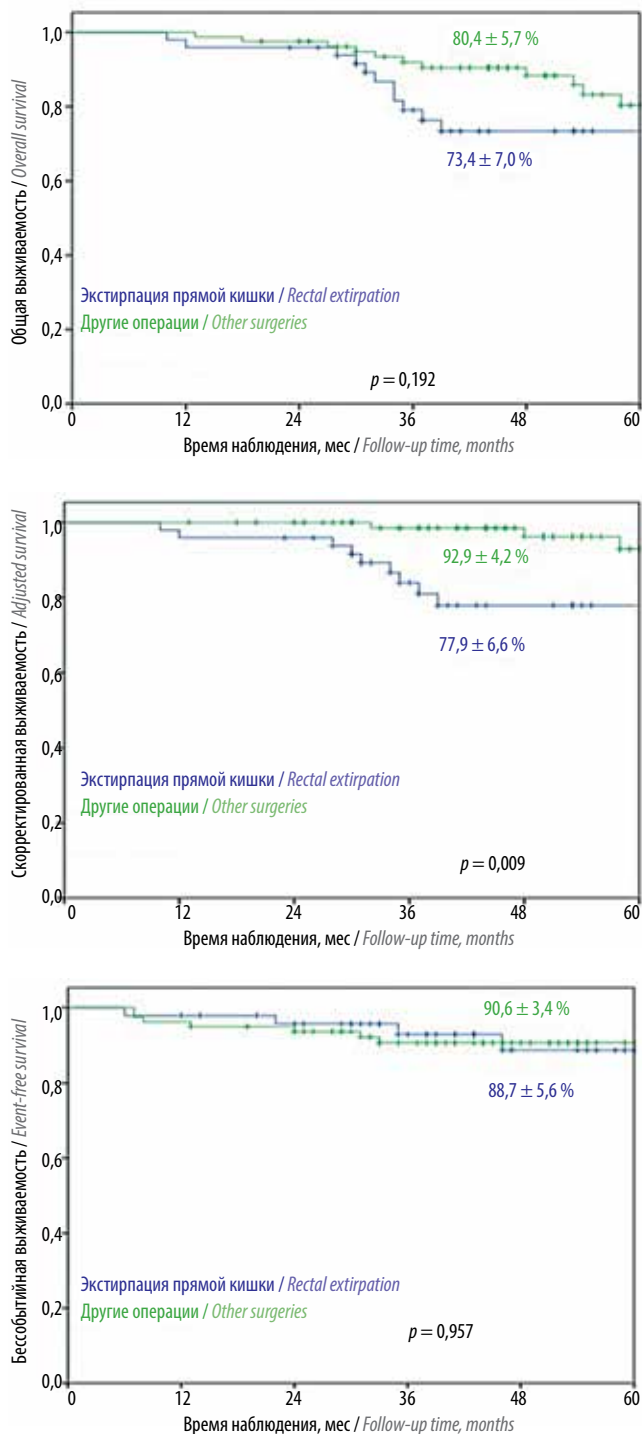 Общая выживаемость / Overall survival
1,0
0,8
0,6
0,4
0,2
0,0
80,4 ± 5,7 %
73,4 ± 7,0 %
Экстирпация прямой кишки / Rectal extirpation
Другие операции / Other surgeries
p = 0,192
0 12 24 36 48 60
Время наблюдения, мес / Follow-up time, months
Скорректированная выживаемость / Adjusted survival
1,0
0,8
0,6
0,4
0,2
0,0
92,9 ± 4,2 %
77,9 ± 6,6 %
Экстирпация прямой кишки / Rectal extirpation
Другие операции / Other surgeries
p = 0,009
0 12 24 36 48 60
Время наблюдения, мес / Follow-up time, months
Бессобытийная выживаемость / Event-free survival
1,0
0,8
0,6
0,4
0,2
0,0
90,6 ± 3,4 %
88,7 ± 5,6 %
Экстирпация прямой кишки / Rectal extirpation
Другие операции / Other surgeries
p = 0,957
0 12 24 36 48 60
Время наблюдения, мес / Follow-up time, months